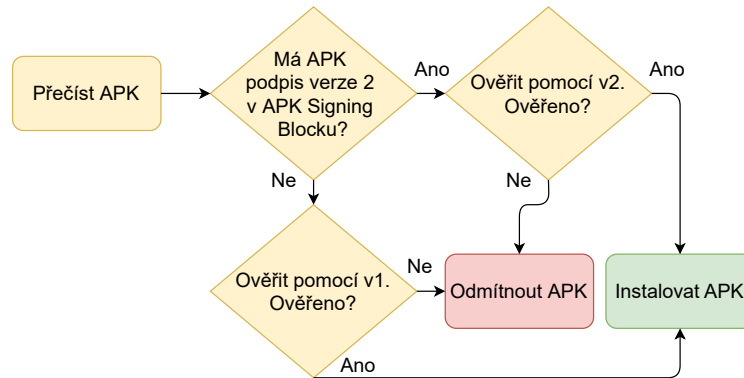 Přečíst APK
Má APK
podpis verze 2
v APK Signing
Blocku?
Ano
Ověřit pomocí v2.
Ověřeno?
Ano
Ne
Ne
Ověřit pomocí v1.
Ověřeno?
Ne
Odmítnout APK
Instalovat APK
Ano